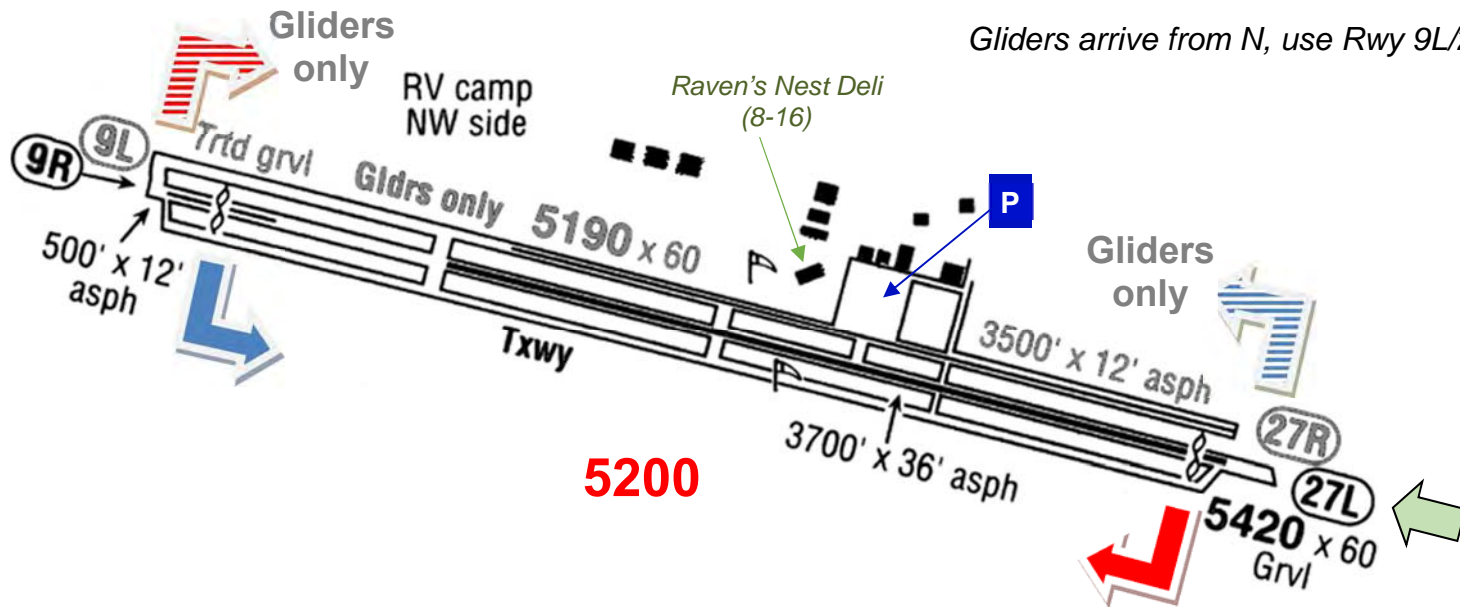 Gliders
only
Gliders arrive from N, use Rwy 9L/
RV camp
NW side
Raven's Nest Deli
(8-16)
9R
9L
Trtd grvl
Gldrs only
5190 x 60
P
500' x 12'
asph
Gliders
only
Txwy
3500' x 12' asph
3700' x 36' asph
27R
5200
27L
5420 x 60
Grvl